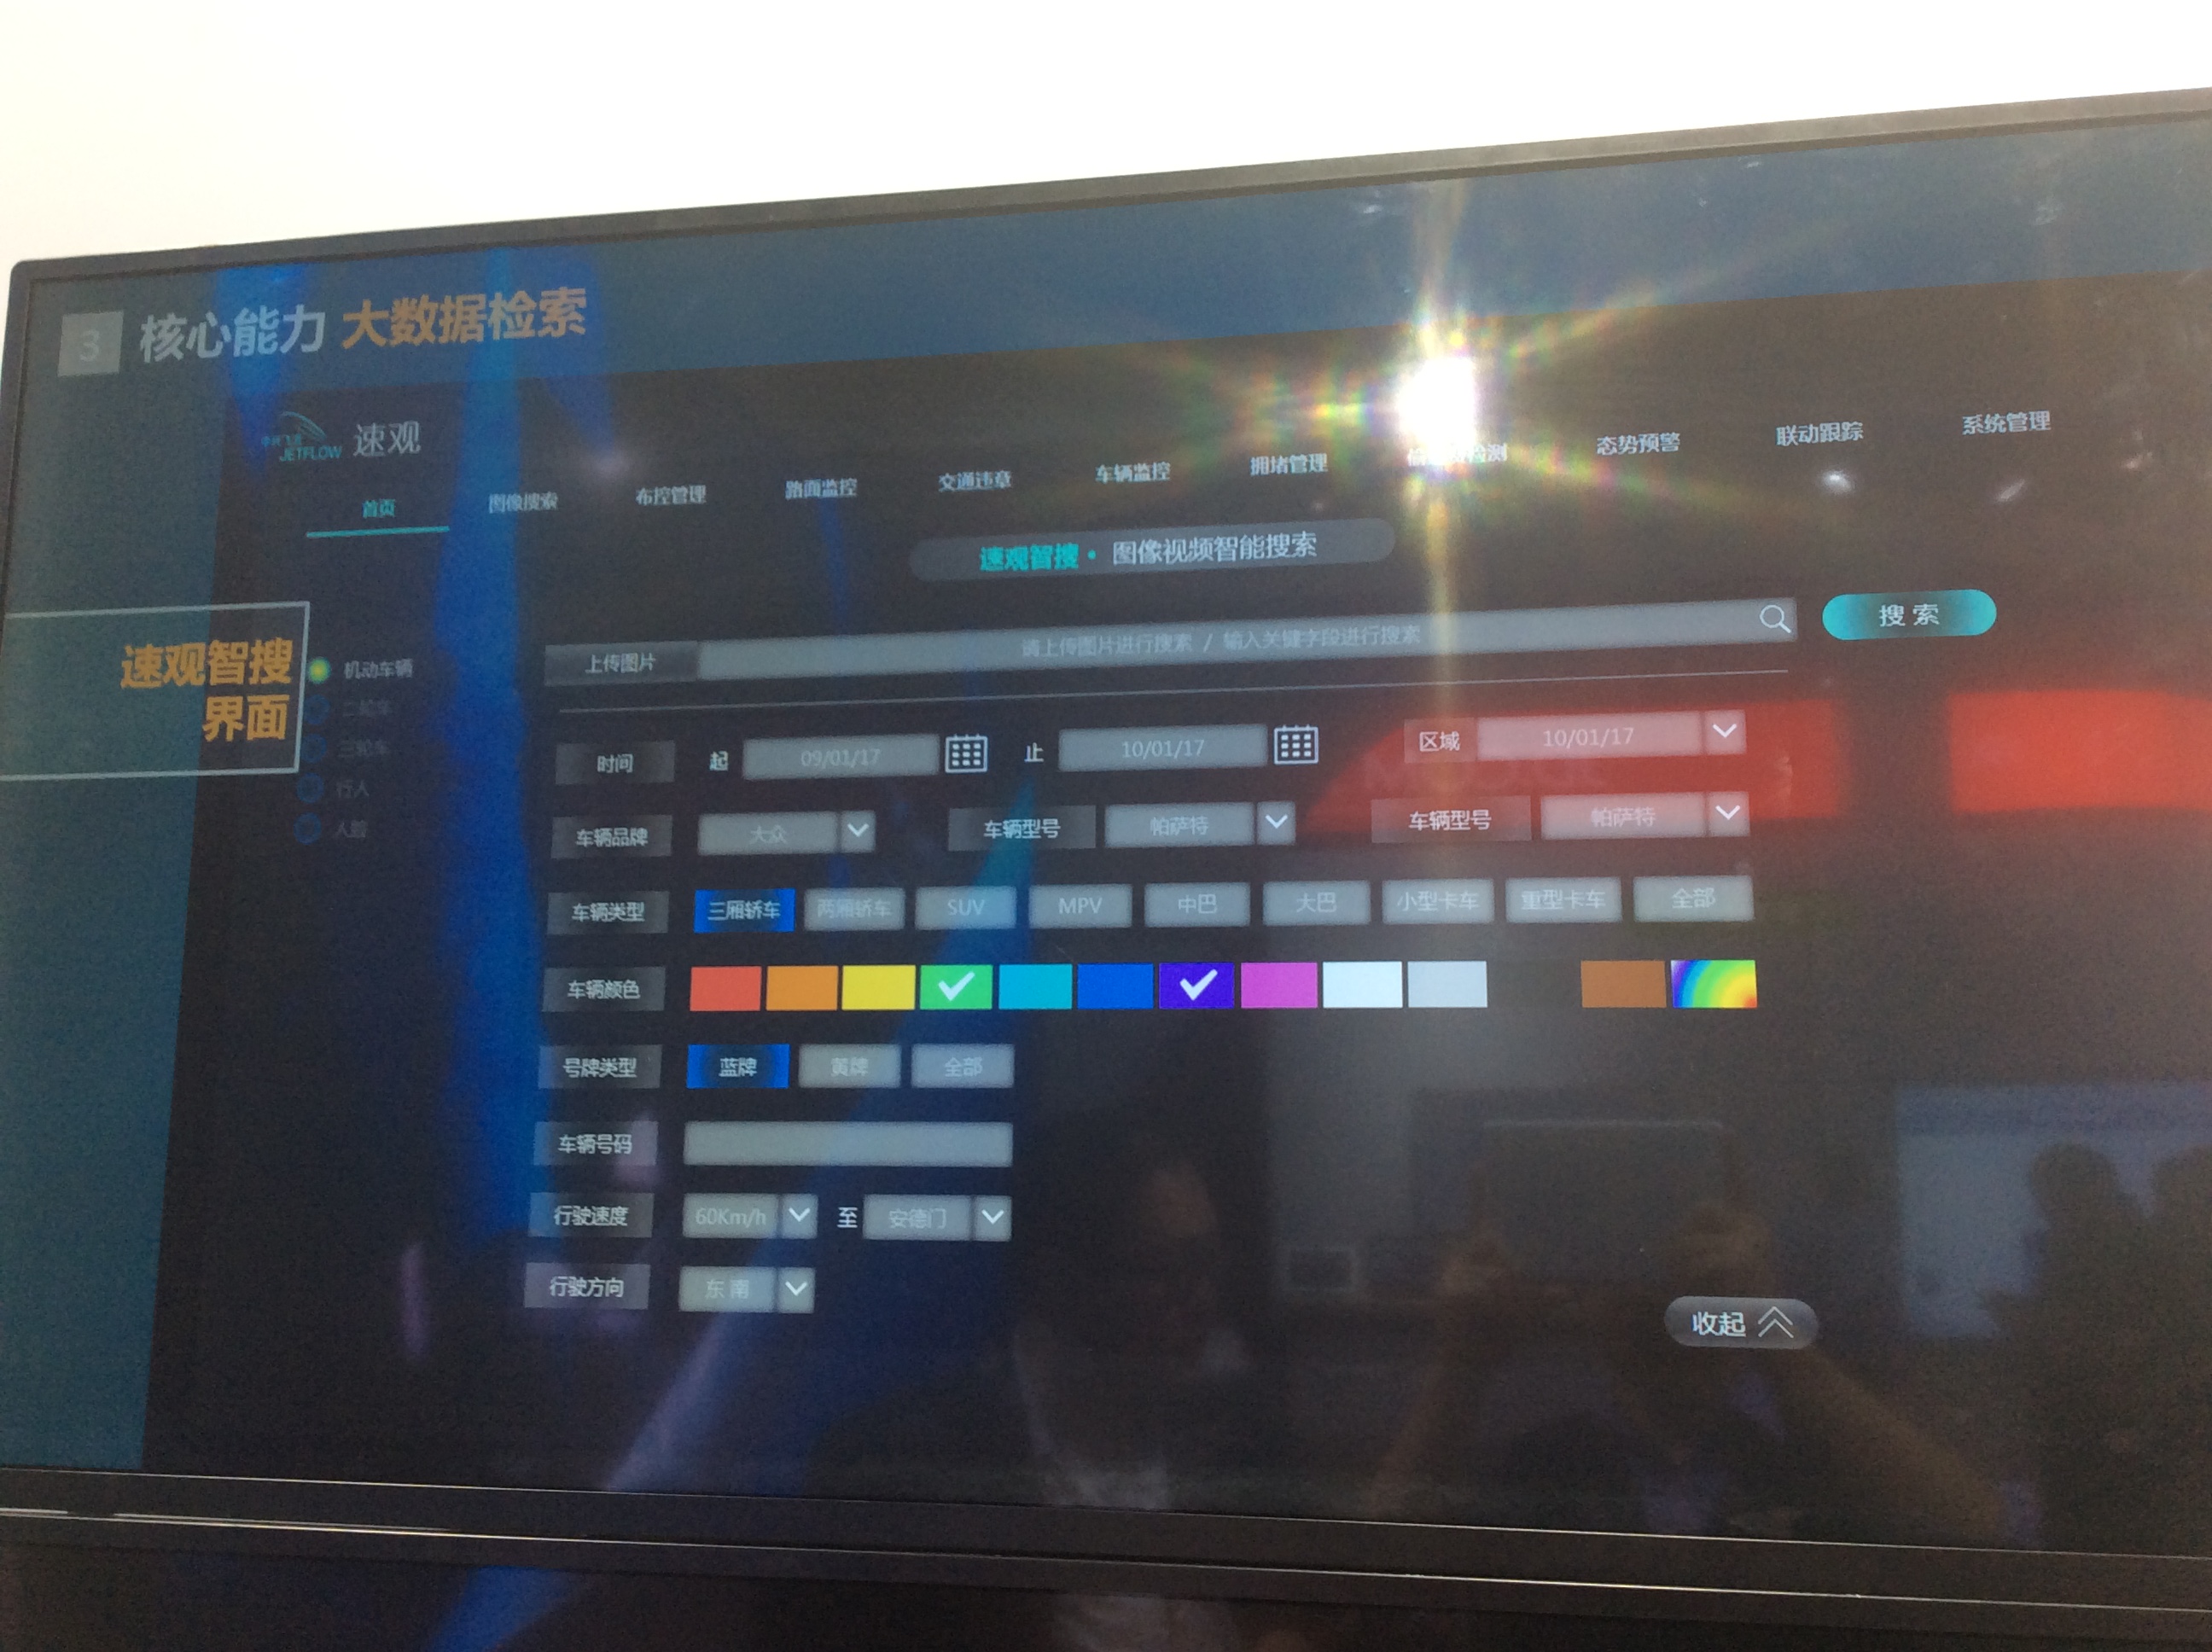 3 核心能力 大数据检索
JETFLOW 速观
首页 图像搜索 布控管理 路面监控 交通违章 车辆监控 拥堵管理 检测 态势预警 联动跟踪 系统管理
速观智搜 · 图像视频智能搜索
速观智搜
界面
机动车辆
二轮车
三轮车
行人
人脸
上传图片 请上传图片进行搜索 / 输入关键字段进行搜索 搜索
时间 起 09/01/17 止 10/01/17 区域 10/01/17
车辆品牌 大众 车辆型号 帕萨特 车辆型号 帕萨特
车辆类型 三厢轿车 两厢轿车 SUV MPV 中巴 大巴 小型卡车 重型卡车 全部
车辆颜色
号牌类型 蓝牌 黄牌 全部
车辆号码
行驶速度 60Km/h 至 安德门
行驶方向 东南
收起